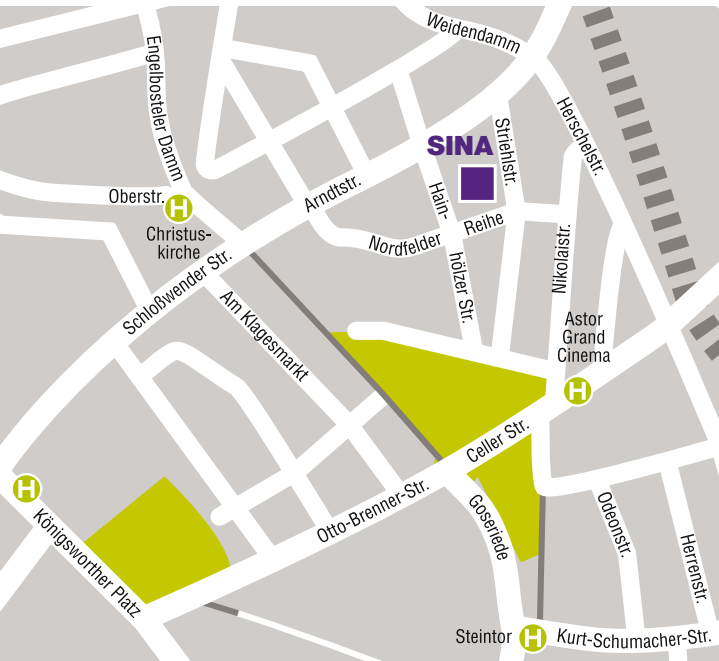 Weidendamm
Engelbosteler Damm
Herschelstr.
SINA
Striehlstr.
Oberstr.
H
Arndtstr.
Hain-
hölzer Str.
Christus-
kirche
Nordfelder
Reihe
Nikolaistr.
Schloßwender Str.
Am Klagesmarkt
Astor
Grand
Cinema
H
Celler Str.
H
Otto-Brenner-Str.
Goseriede
Odeonstr.
Herrenstr.
Königsworther Platz
Steintor
H
Kurt-Schumacher-Str.